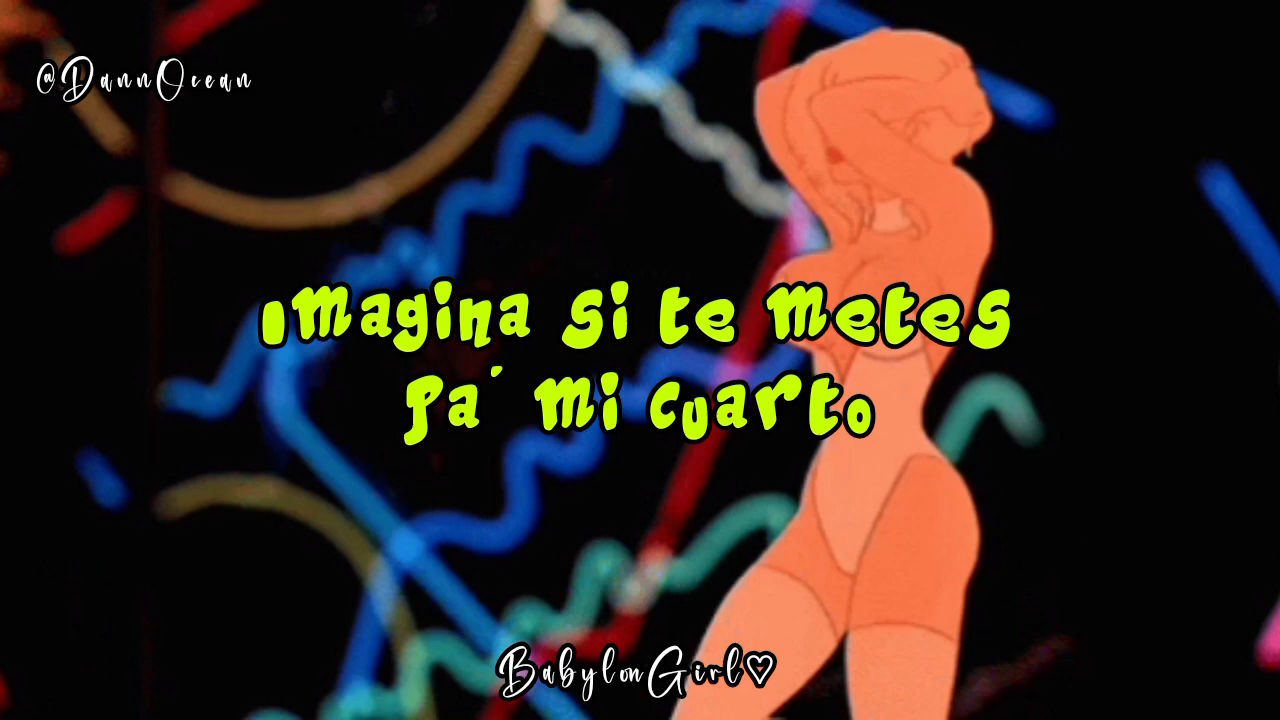 @DannOcean
Imagina si te metes
Pa´ mi cuarto
BabylonGirl♡